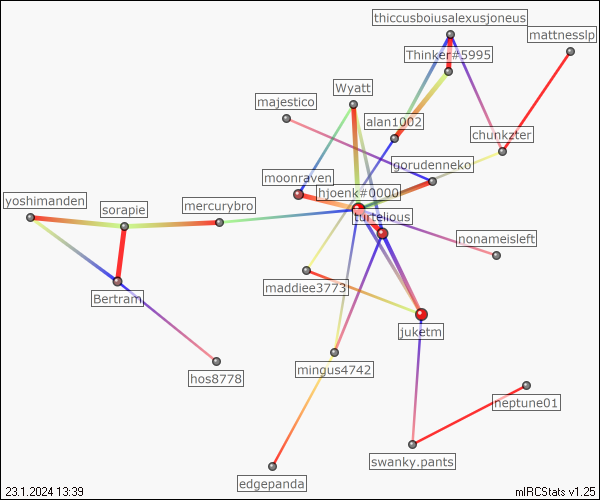 thiccusboiusalexusjoneus
mattnesslp
Thinker#5995
Wyatt
majestico
alan1002
chunkzter
gorudenneko
moonraven
hjoenk#0000
yoshimanden
sorapie
mercurybro
turtelious
nonameisleft
maddiee3773
Bertram
juketm
mingus4742
hos8778
neptune01
swanky.pants
edgepanda
23.1.2024 13:39
mIRCStats v1.25